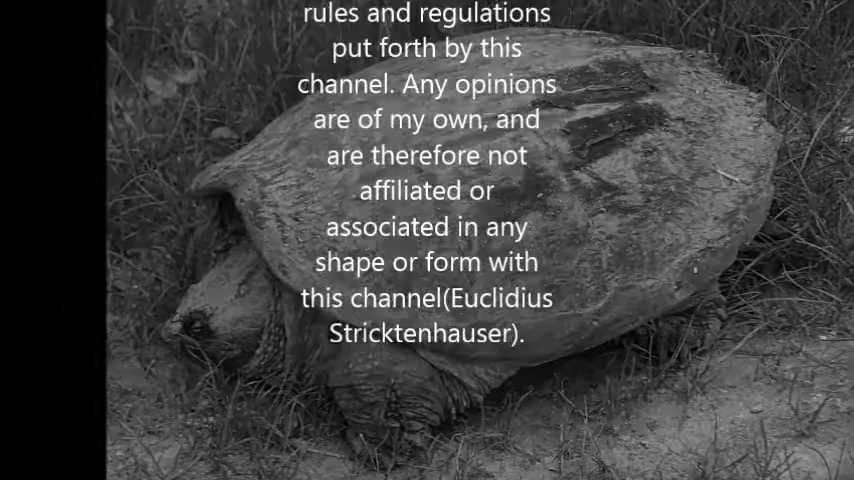 rules and regulations
put forth by this
channel. Any opinions
are of my own, and
are therefore not
affiliated or
associated in any
shape or form with
this channel(Euclidius
Stricktenhauser).